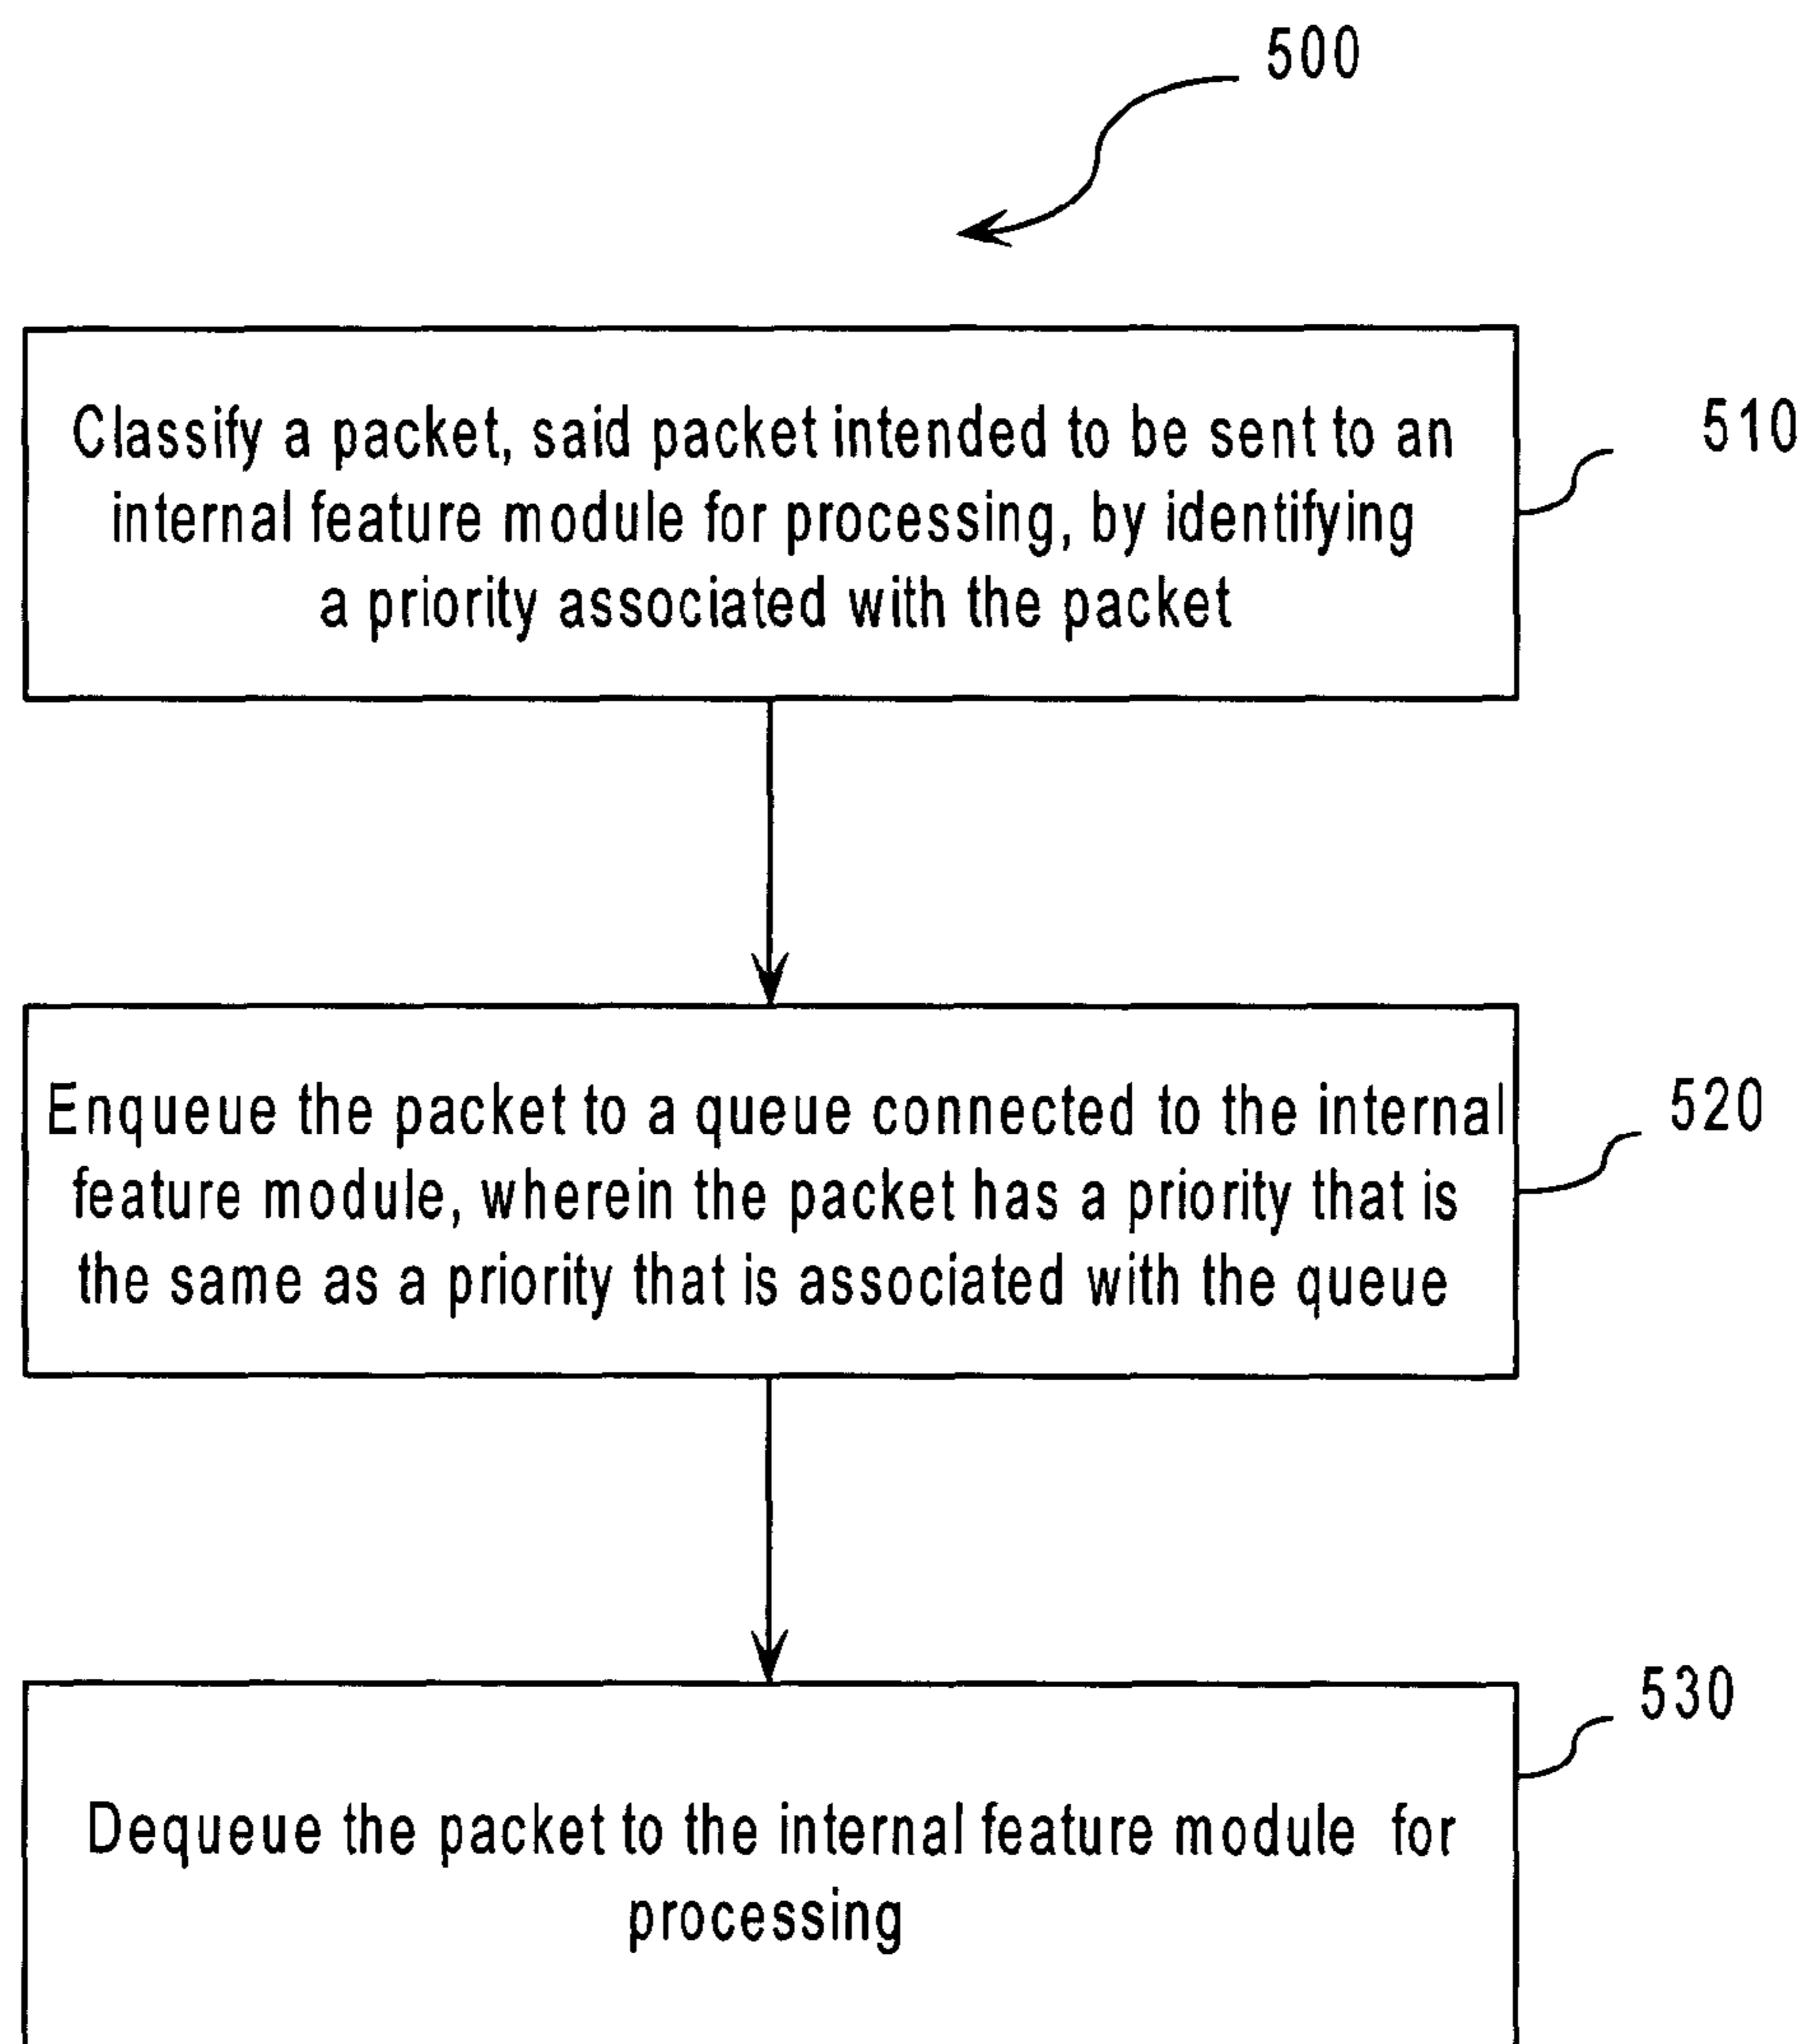 500
Classify a packet, said packet intended to be sent to an
internal feature module for processing, by identifying
a priority associated with the packet
510
Enqueue the packet to a queue connected to the internal
feature module, wherein the packet has a priority that is
the same as a priority that is associated with the queue
520
Dequeue the packet to the internal feature module for
processing
530